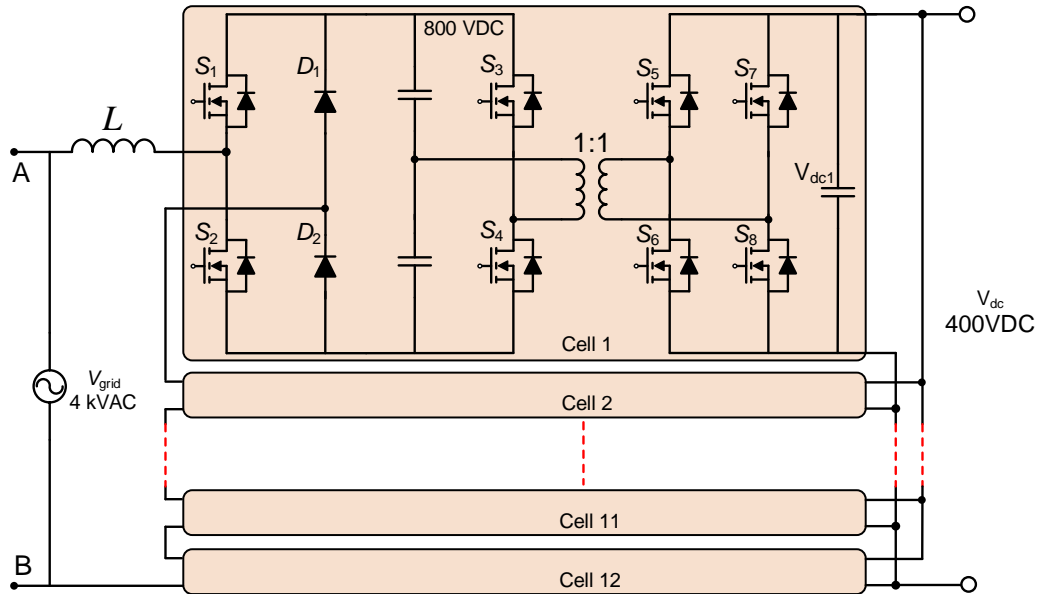 800 VDC
S1
D1
S3
S5
S7
L
1:1
A
Vdc1
S2
D2
S4
S6
S8
Vdc
400VDC
Cell 1
Vgrid
4 kVAC
Cell 2
Cell 11
B
Cell 12